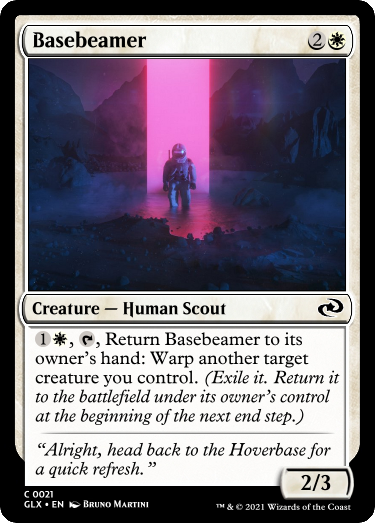 Basebeamer 2
Creature — Human Scout
1, Return Basebeamer to its
owner's hand: Warp another target
creature you control. (Exile it. Return it
to the battlefield under its owner's control
at the beginning of the next end step.)
"Alright, head back to the Hoverbase for
a quick refresh."
2/3
C 0021
GLX • EN Bruno Martini
™ & © 2021 Wizards of the Coast